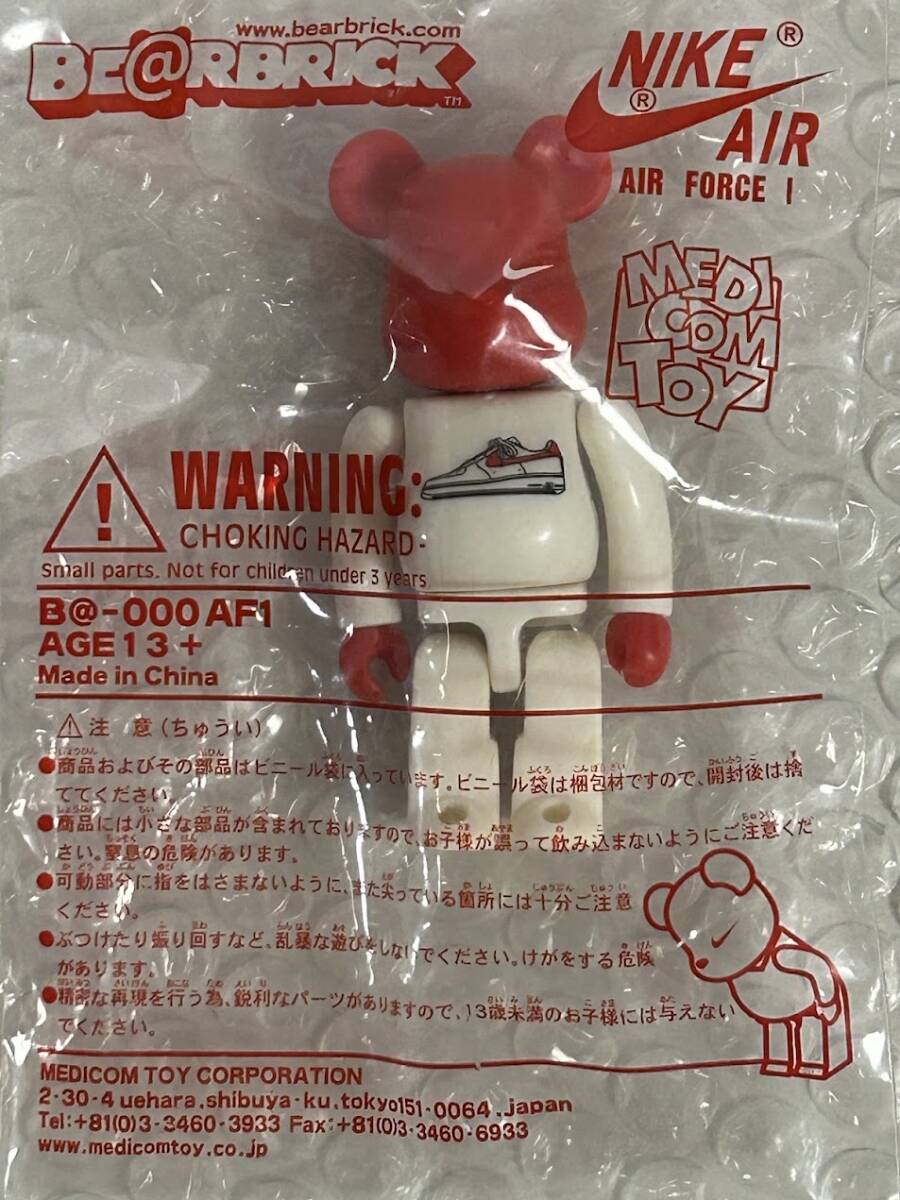 www.bearbrick.com
BE@RBRICK™
NIKE®
®
AIR
AIR FORCE I
MEDI
COM
TOY
WARNING:
CHOKING HAZARD-
Small parts. Not for children under 3 years.
B@-000 AF1
AGE 13 +
Made in China
注 意(ちゅうい)
●商品およびその部品はビニール袋に入っています。ビニール袋は梱包材ですので、開封後は捨
ててください。
●商品には小さな部品が含まれておりますので、お子様が誤って飲み込まないようにご注意くだ
さい。窒息の危険があります。
●可動部分に指をはさまないように、また尖っている箇所には十分ご注意
ください。
●ぶつけたり振り回すなど、乱暴な遊びをしないでください。けがをする危険
があります。
●精密な再現を行う為、鋭利なパーツがありますので、13歳未満のお子様には与えない
でください。
MEDICOM TOY CORPORATION
2-30-4 uehara.shibuya-ku.tokyo151-0064.japan
Tel:+81(0)3-3460-3933 Fax:+81(0)3-3460-6933
www.medicomtoy.co.jp